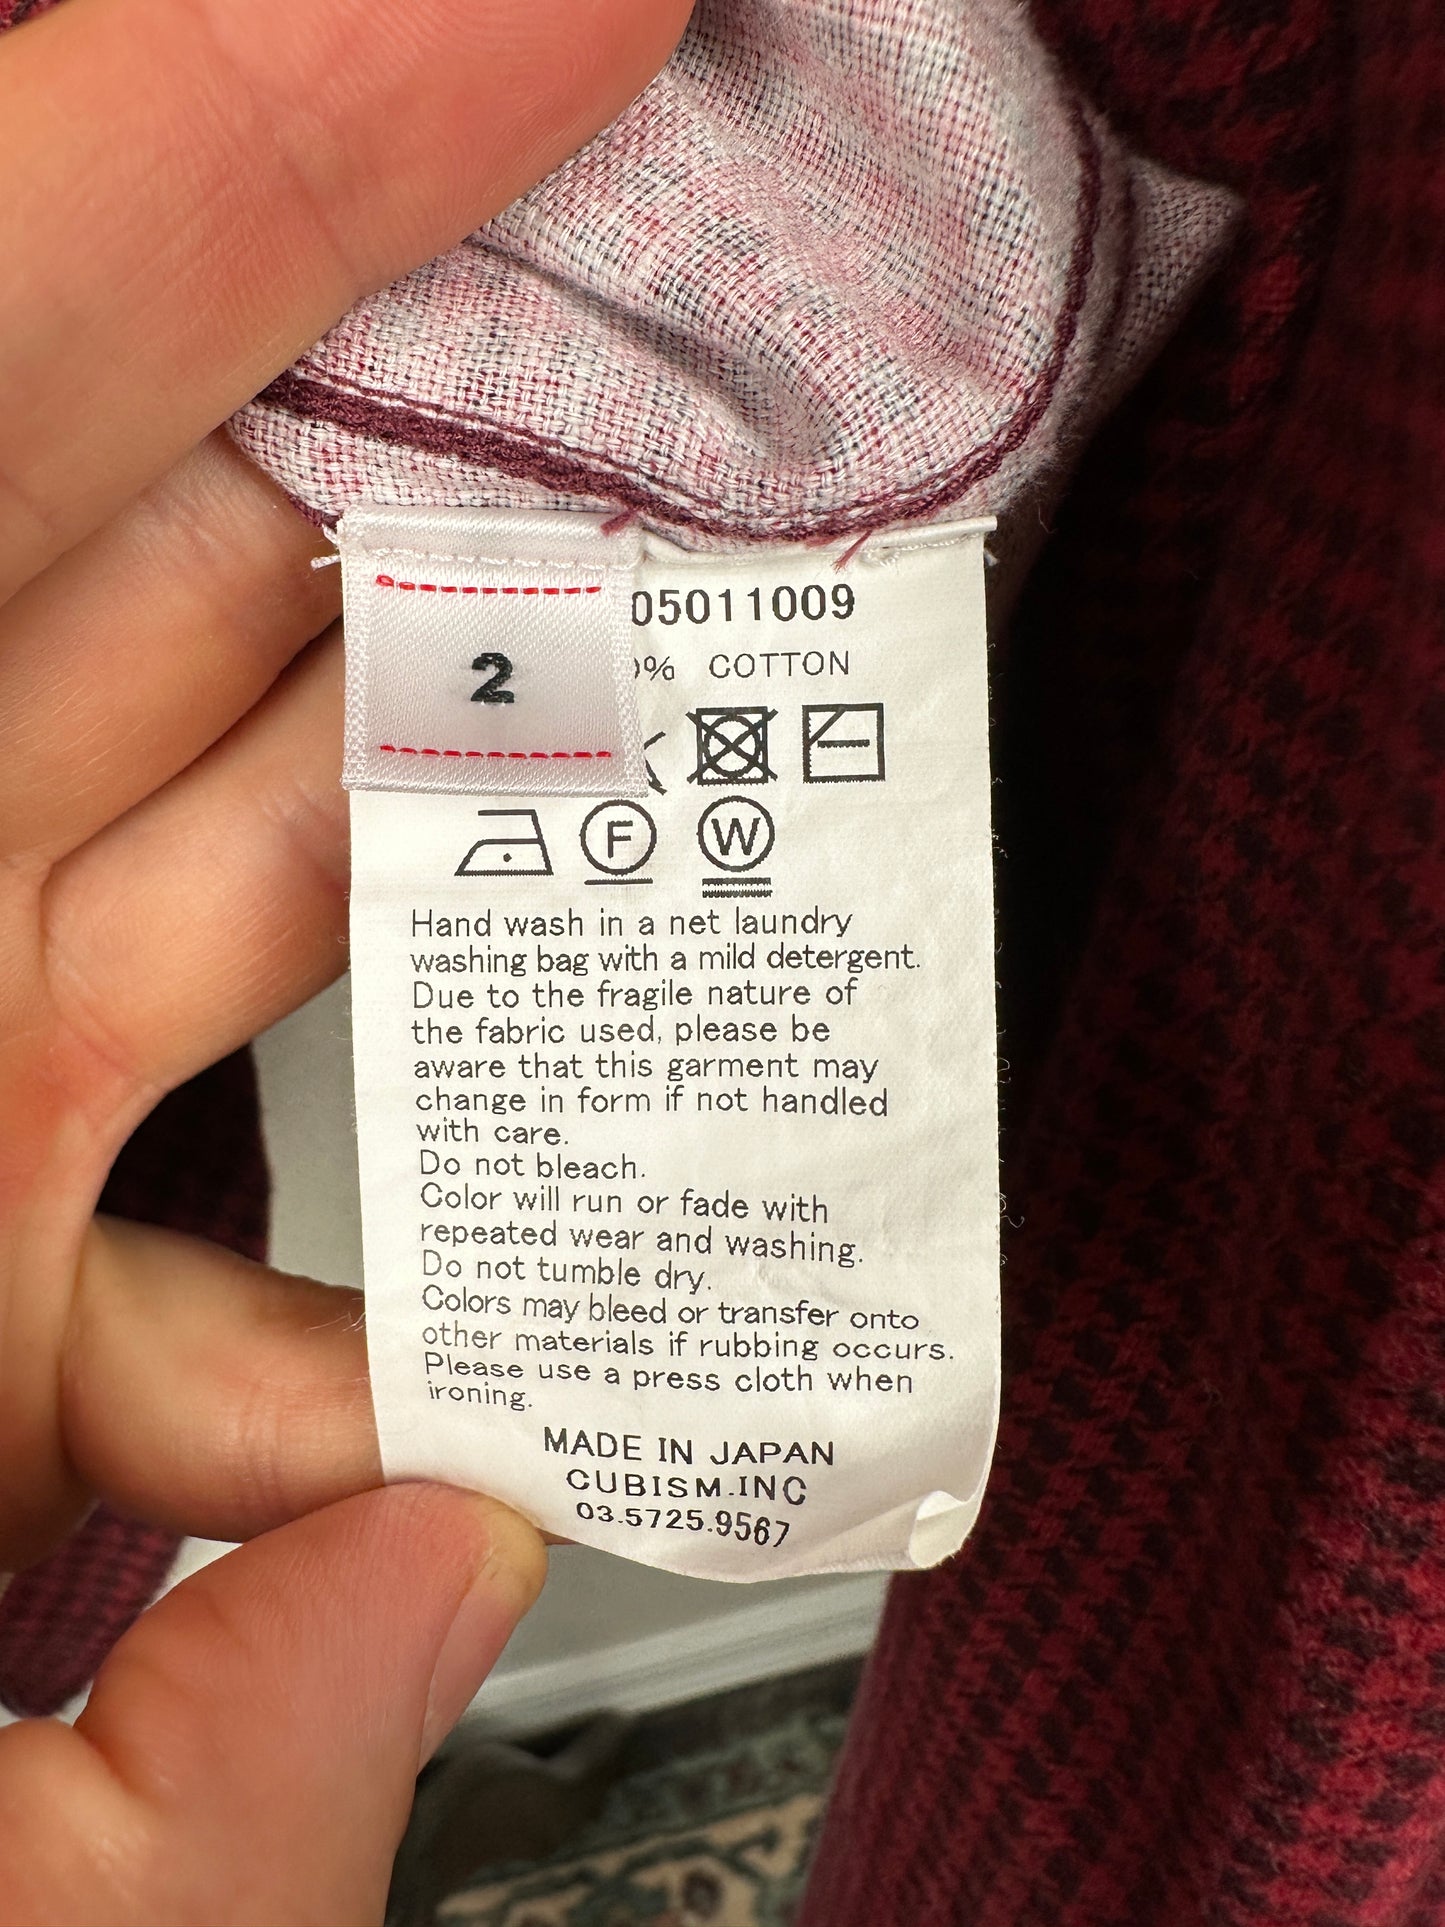 2
05011009
% COTTON
F
W
Hand wash in a net laundry
washing bag with a mild detergent.
Due to the fragile nature of
the fabric used, please be
aware that this garment may
change in form if not handled
with care.
Do not bleach.
Color will run or fade with
repeated wear and washing.
Do not tumble dry.
Colors may bleed or transfer onto
other materials if rubbing occurs.
Please use a press cloth when
ironing.
MADE IN JAPAN
CUBISM.INC
03.5725.9567